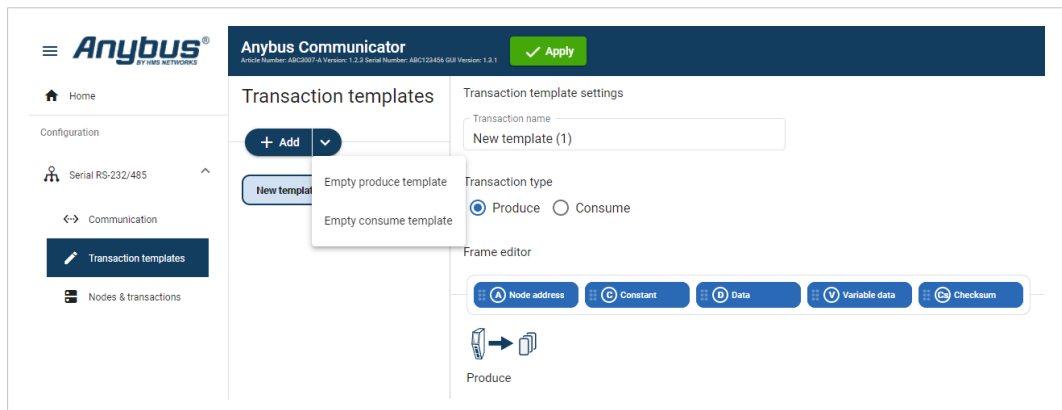 Anybus®
BY HMS NETWORKS
Anybus Communicator
Article Number: ABC3007-A Version: 1.2.3 Serial Number: ABC123456 GUI Version: 1.3.1
Apply
Home
Configuration
Serial RS-232/485
Communication
Transaction templates
Nodes & transactions
Transaction templates
Add
New templat
Empty produce template
Empty consume template
Transaction template settings
Transaction name
New template (1)
Transaction type
Produce Consume
Frame editor
A Node address C Constant D Data V Variable data Cs Checksum
Produce